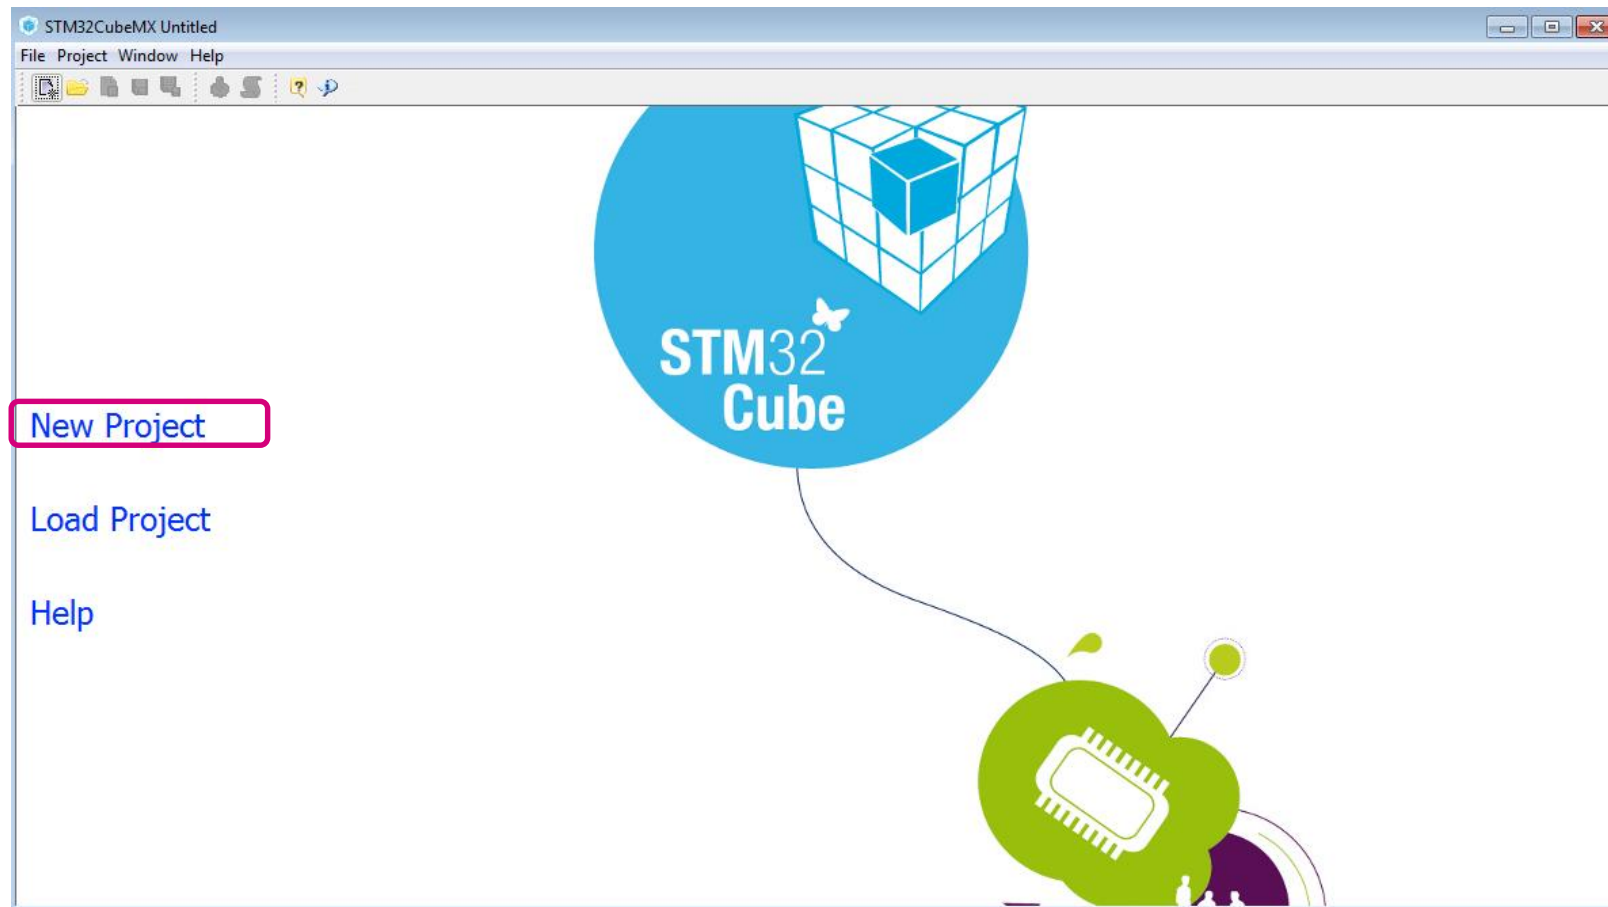 STM32CubeMX Untitled
File Project Window Help
STM32
Cube
New Project
Load Project
Help